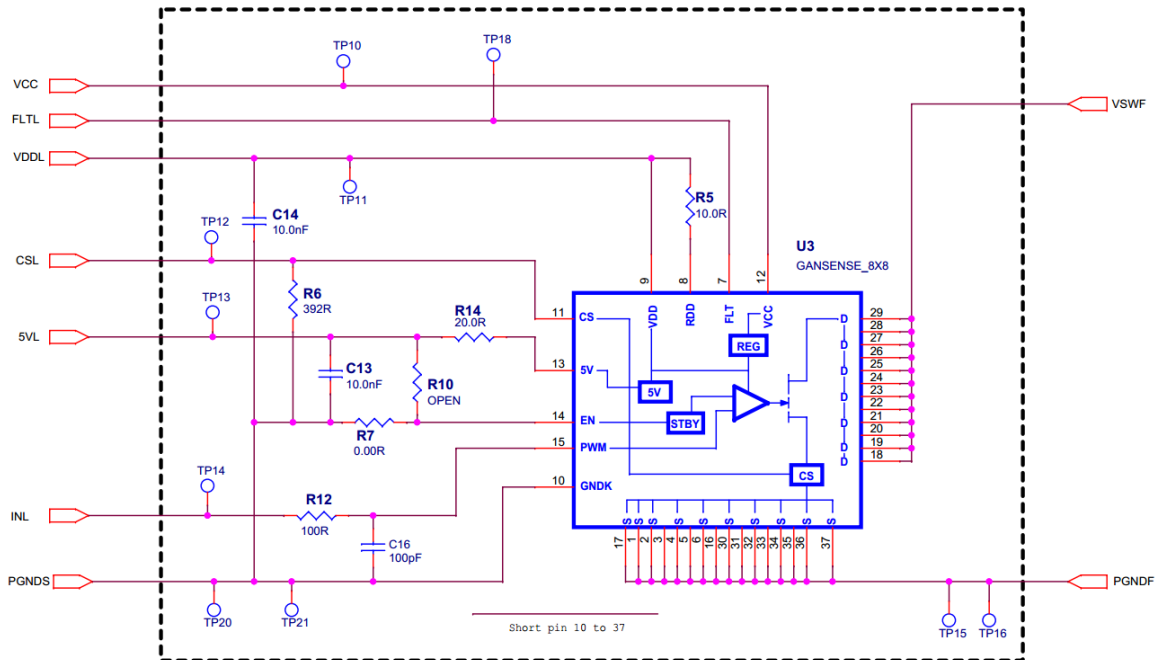 TP10
TP18
VCC
VSWF
FLTL
VDDL
TP11
R5
10.0R
C14
10.0nF
TP12
U3
GANSENSE_8X8
CSL
9
8
7
12
R6
392R
TP13
R14
20.0R
11
CS
VDD
RDD
FLT
VCC
D
29
28
5VL
REG
D
27
26
C13
10.0nF
13
5V
D
25
R10
OPEN
5V
24
D
23
22
14
EN
STBY
D
21
R7
0.00R
20
15
PWM
D
19
D
18
TP14
CS
10
GNDK
R12
100R
INL
S
S
S
S
S
S
S
S
S
C16
100pF
17
1
2
3
4
5
6
16
30
31
32
33
34
35
36
37
PGNDS
PGNDF
TP20
TP21
Short pin 10 to 37
TP15
TP16